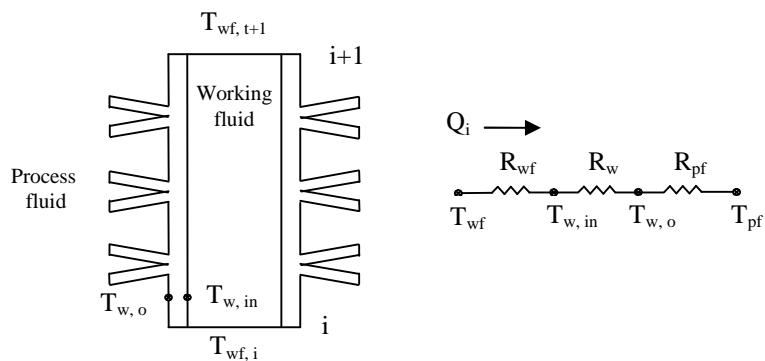 T_wf, t+1
i+1
Working
fluid
Process
fluid
T_w, o
T_w, in
i
T_wf, i
Q_i
R_wf
R_w
R_pf
T_wf
T_w, in
T_w, o
T_pf